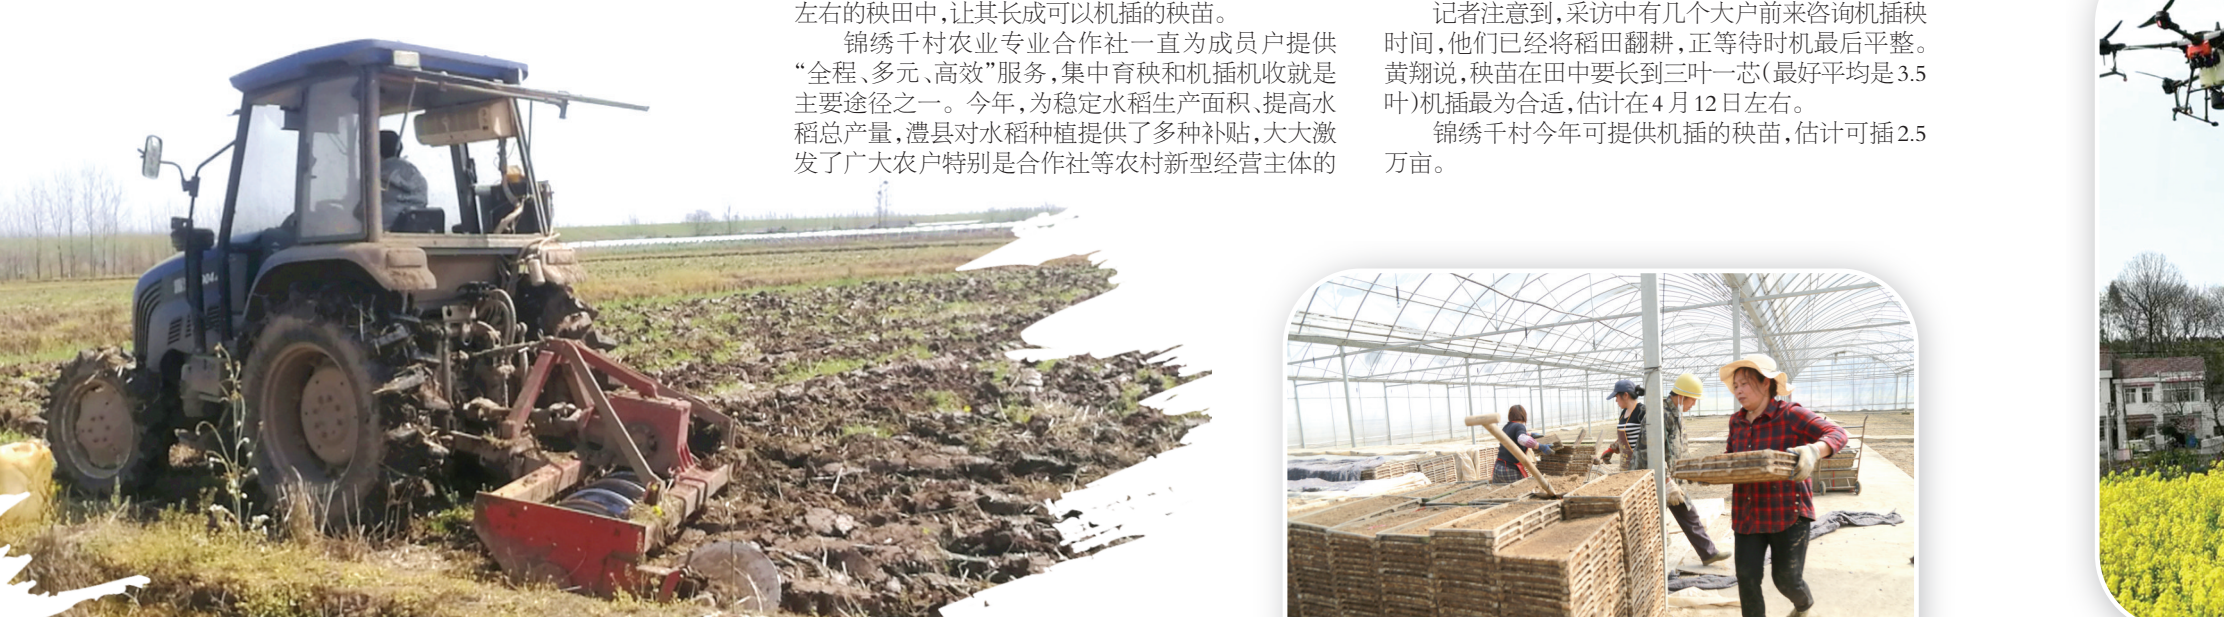 左右的秧田中,让其长成可以机插的秧苗。
锦绣千村农业专业合作社一直为成员户提供
“全程、多元、高效”服务,集中育秧和机插机收就是
主要途径之一。今年,为稳定水稻生产面积、提高水
稻总产量,澧县对水稻种植提供了多种补贴,大大激
发了广大农户特别是合作社等农村新型经营主体的
记者注意到,采访中有几个大户前来咨询机插秧
时间,他们已经将稻田翻耕,正等待时机最后平整。
黄翔说,秧苗在田中要长到三叶一芯(最好平均是3.5
叶)机插最为合适,估计在4月12日左右。
锦绣千村今年可提供机插的秧苗,估计可插2.5
万亩。